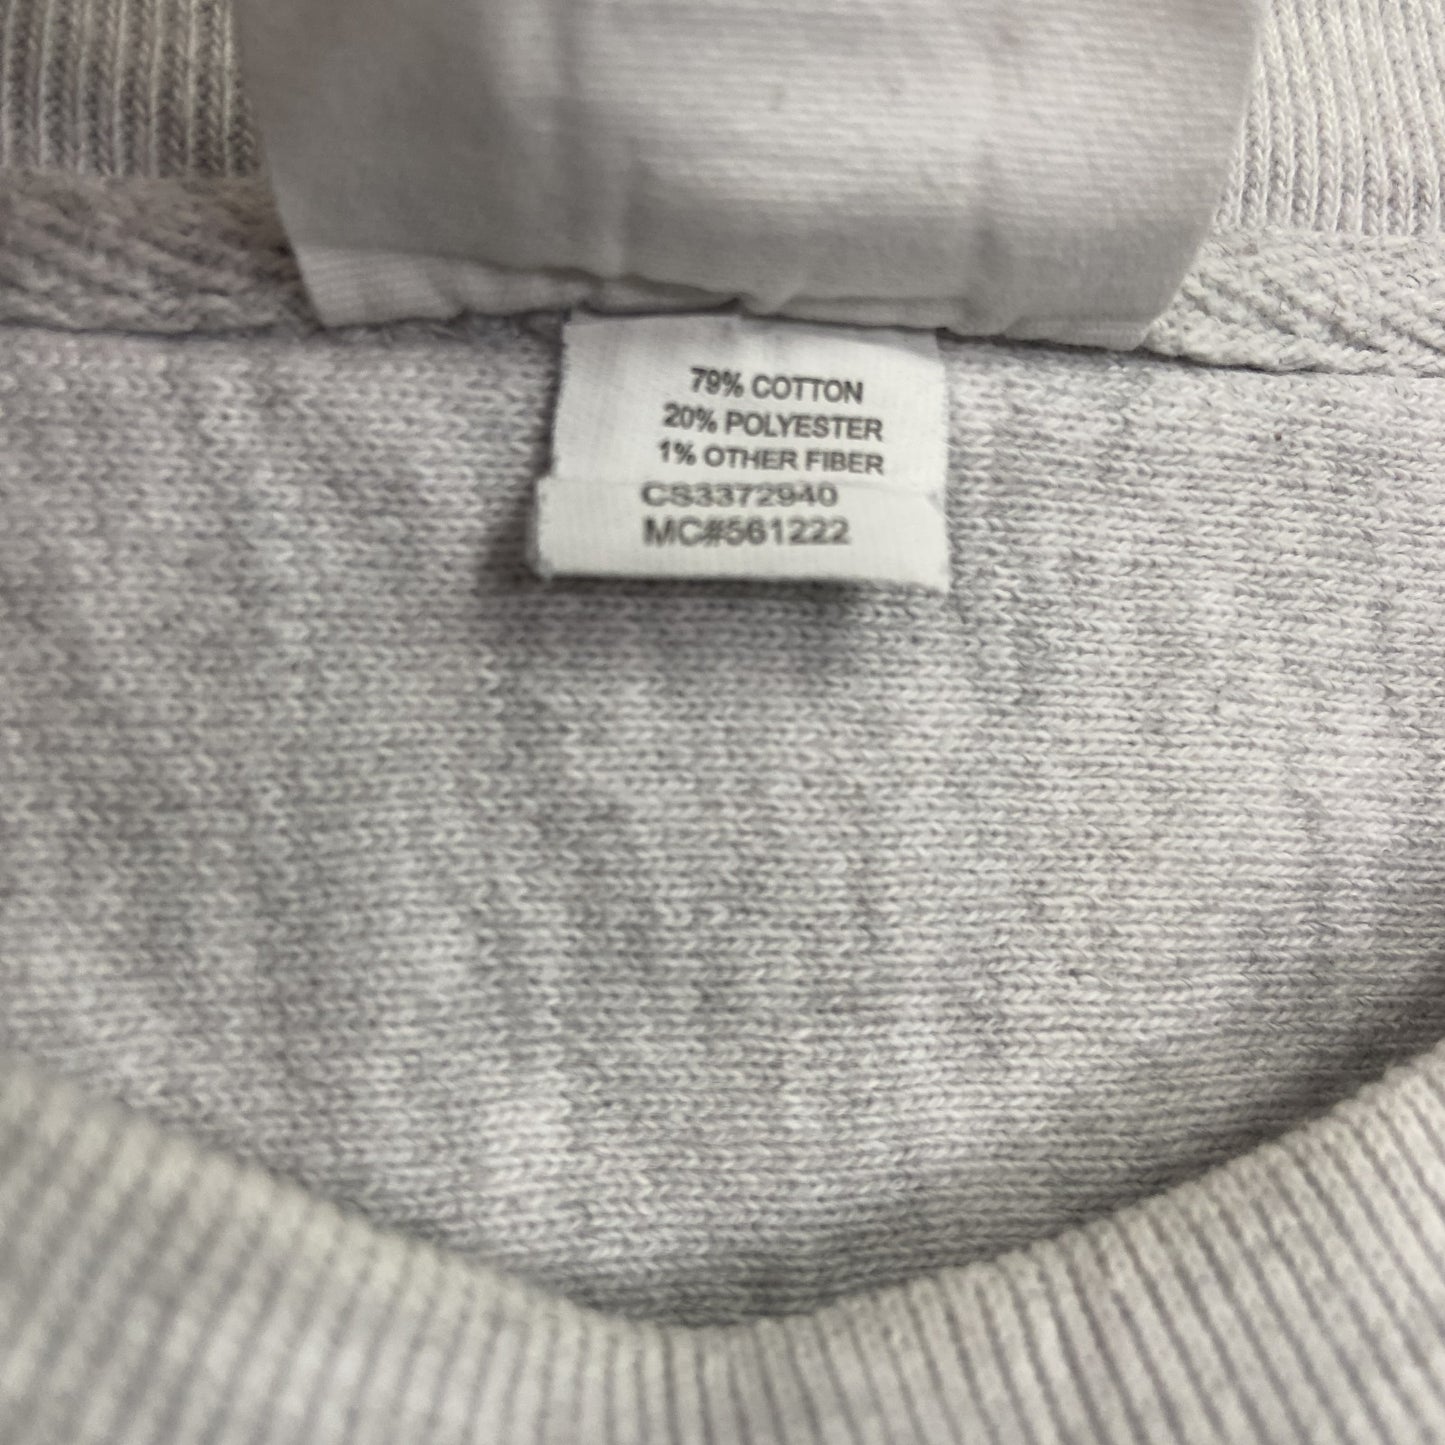 79% COTTON
20% POLYESTER
1% OTHER FIBER
CS3372940
MC#561222